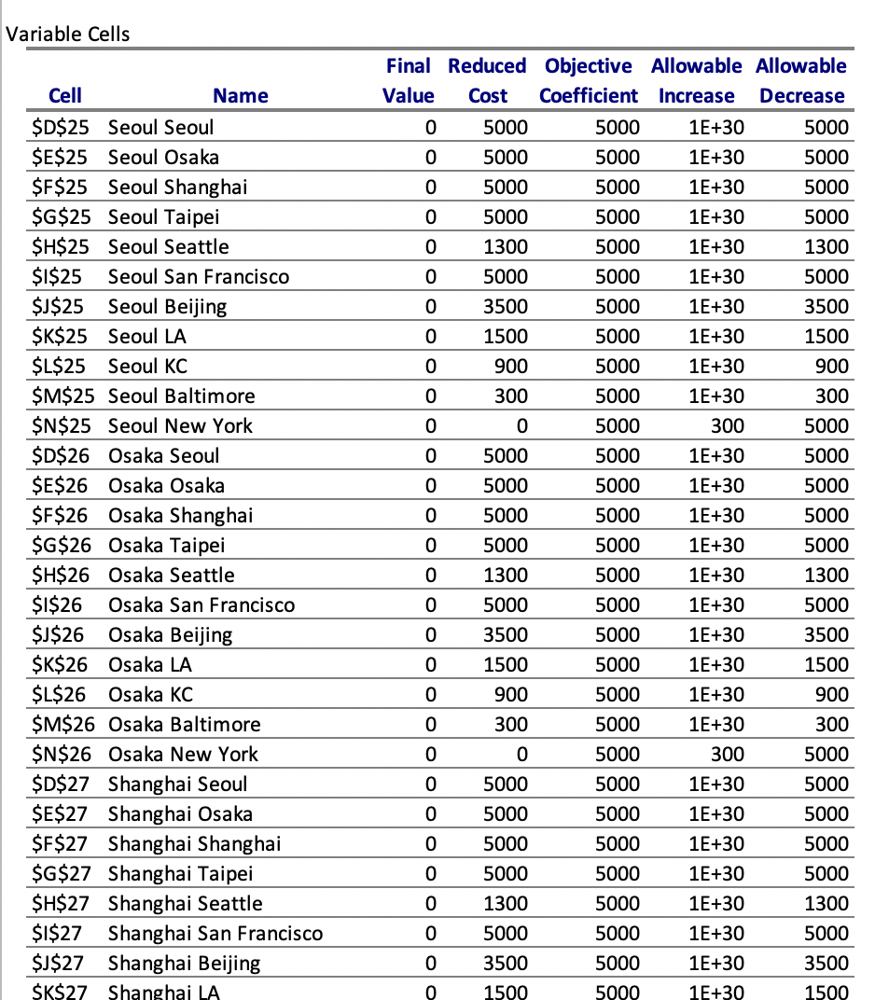 Variable Cells
Final Reduced Objective Allowable Allowable
Cell Name Value Cost Coefficient Increase Decrease
$D$25 Seoul Seoul 0 5000 5000 1E+30 5000
$E$25 Seoul Osaka 0 5000 5000 1E+30 5000
$F$25 Seoul Shanghai 0 5000 5000 1E+30 5000
$G$25 Seoul Taipei 0 5000 5000 1E+30 5000
$H$25 Seoul Seattle 0 1300 5000 1E+30 1300
$I$25 Seoul San Francisco 0 5000 5000 1E+30 5000
$J$25 Seoul Beijing 0 3500 5000 1E+30 3500
$K$25 Seoul LA 0 1500 5000 1E+30 1500
$L$25 Seoul KC 0 900 5000 1E+30 900
$M$25 Seoul Baltimore 0 300 5000 1E+30 300
$N$25 Seoul New York 0 0 5000 300 5000
$D$26 Osaka Seoul 0 5000 5000 1E+30 5000
$E$26 Osaka Osaka 0 5000 5000 1E+30 5000
$F$26 Osaka Shanghai 0 5000 5000 1E+30 5000
$G$26 Osaka Taipei 0 5000 5000 1E+30 5000
$H$26 Osaka Seattle 0 1300 5000 1E+30 1300
$I$26 Osaka San Francisco 0 5000 5000 1E+30 5000
$J$26 Osaka Beijing 0 3500 5000 1E+30 3500
$K$26 Osaka LA 0 1500 5000 1E+30 1500
$L$26 Osaka KC 0 900 5000 1E+30 900
$M$26 Osaka Baltimore 0 300 5000 1E+30 300
$N$26 Osaka New York 0 0 5000 300 5000
$D$27 Shanghai Seoul 0 5000 5000 1E+30 5000
$E$27 Shanghai Osaka 0 5000 5000 1E+30 5000
$F$27 Shanghai Shanghai 0 5000 5000 1E+30 5000
$G$27 Shanghai Taipei 0 5000 5000 1E+30 5000
$H$27 Shanghai Seattle 0 1300 5000 1E+30 1300
$I$27 Shanghai San Francisco 0 5000 5000 1E+30 5000
$J$27 Shanghai Beijing 0 3500 5000 1E+30 3500
$K$27 Shanghai LA 0 1500 5000 1E+30 1500